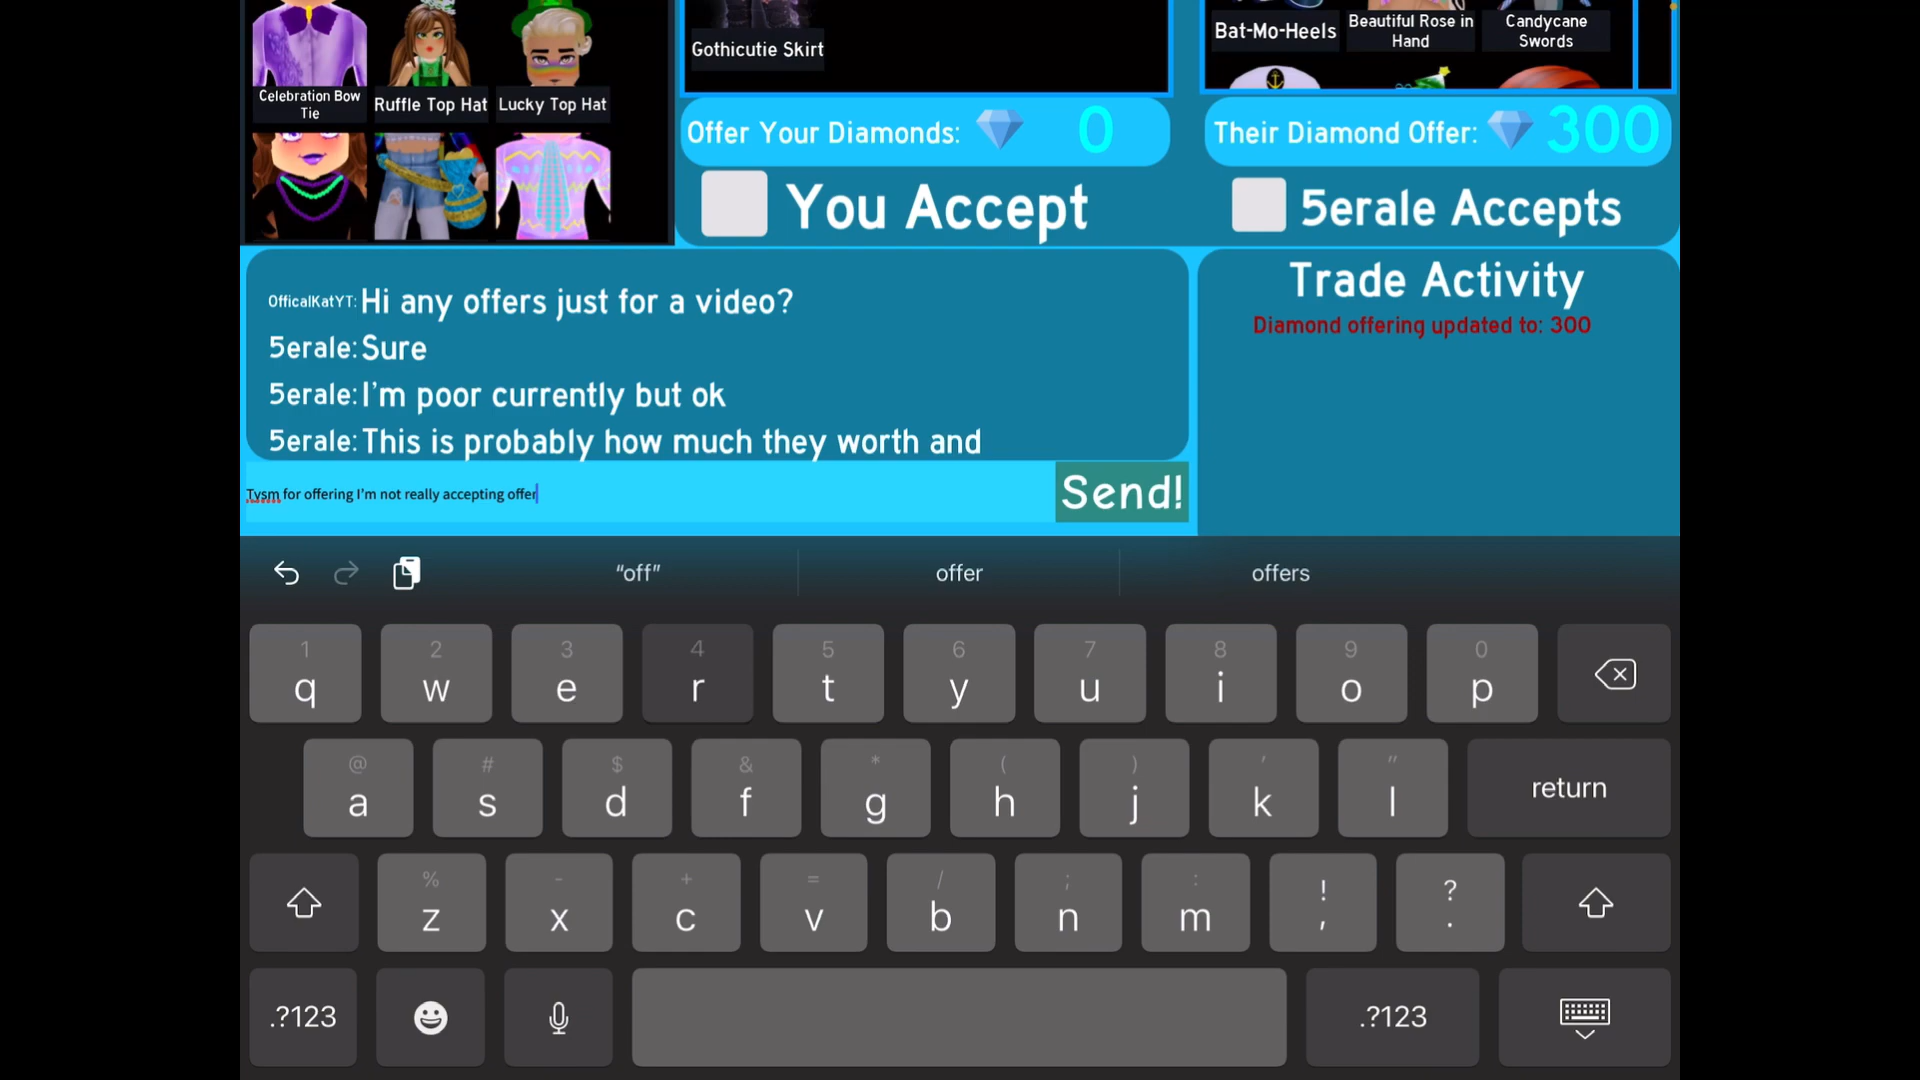 Celebration Bow
Tie
Ruffle Top Hat
Lucky Top Hat
Gothicutie Skirt
Bat-Mo-Heels
Beautiful Rose in
Hand
Candycane
Swords
Offer Your Diamonds: 0
Their Diamond Offer: 300
You Accept
5erale Accepts
OfficalKatYT: Hi any offers just for a video?
5erale: Sure
5erale: I'm poor currently but ok
5erale: This is probably how much they worth and
Trade Activity
Diamond offering updated to: 300
Tysm for offering I'm not really accepting offer
Send!
“off”
offer
offers
1 2 3 4 5 6 7 8 9 0
q w e r t y u i o p
@ # $ & * ( ) ' "
a s d f g h j k l return
% - + = / ; : ! ?
z x c v b n m , .
.?123 .?123